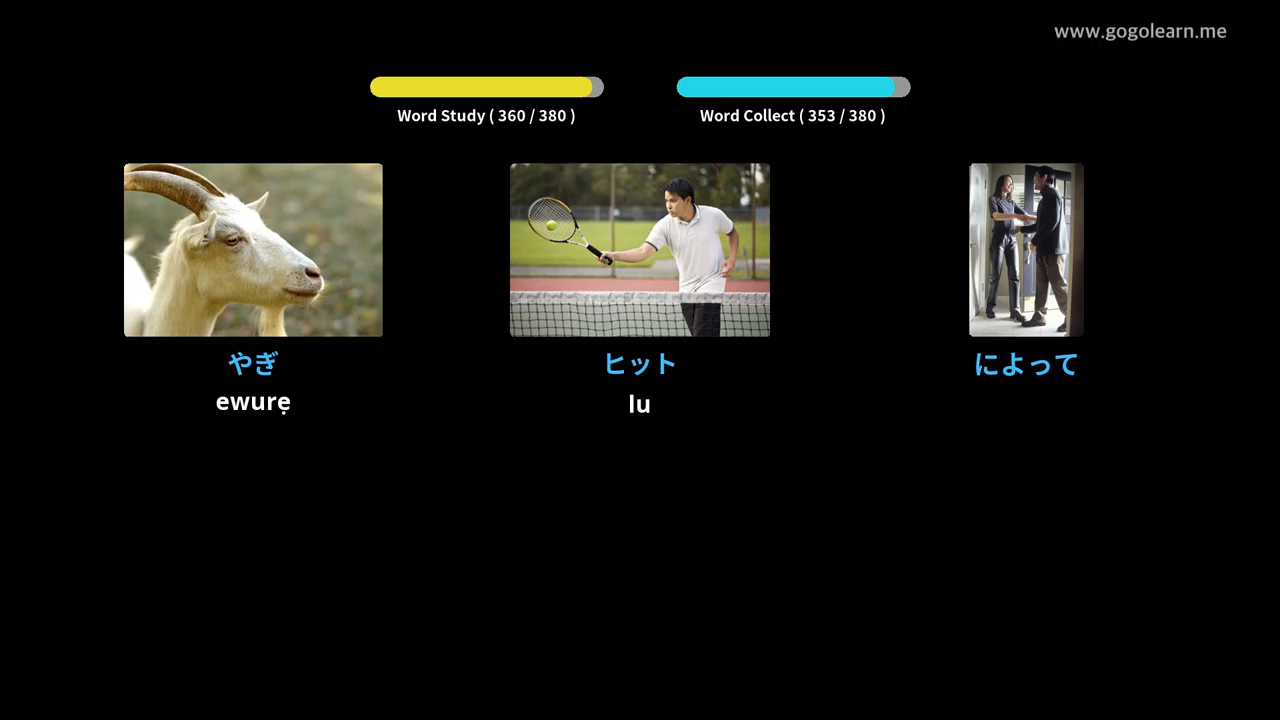 www.gogolearn.me
Word Study ( 360 / 380 )
Word Collect ( 353 / 380 )
やぎ
ヒット
によって
ewurẹ
lu